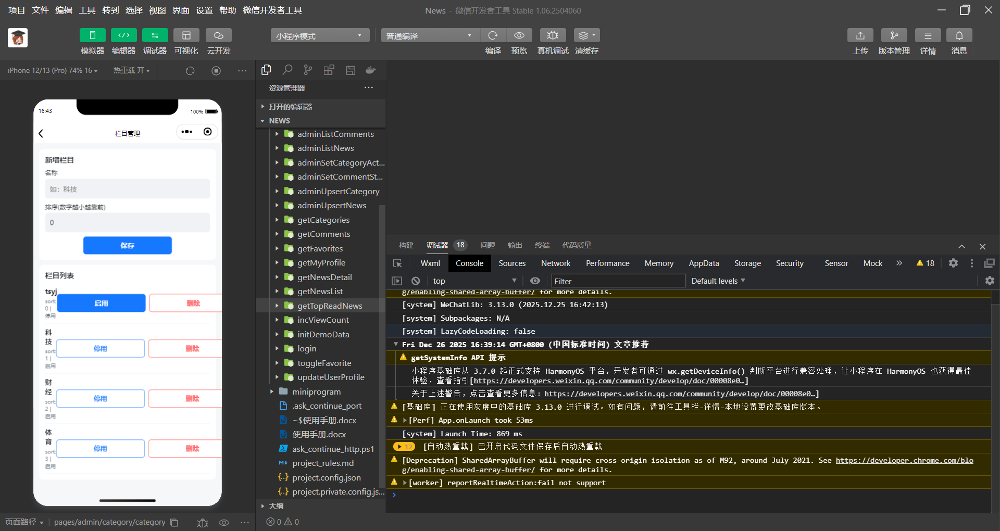 项目 文件 编辑 工具 转到 选择 视图 界面 设置 帮助 微信开发者工具
News - 微信开发者工具 Stable 1.06.2504060
小程序模式
普通编译
模拟器 编辑器 调试器 可视化 云开发
编译 预览 真机调试 清缓存
上传 版本管理 详情 消息
iPhone 12/13 (Pro) 74% 16
热重载 开
16:43
100%
栏目管理
新增栏目
名称
如：科技
排序(数字越小越靠前)
0
保存
栏目列表
tsyj
sort:
0 |
停用
启用
删除
科
技
sort:
1 |
启用
停用
删除
财
经
sort:
2 |
启用
停用
删除
体
育
sort:
3 |
启用
停用
删除
页面路径
pages/admin/category/category
资源管理器
打开的编辑器
NEWS
adminListComments
adminListNews
adminSetCategoryAct...
adminSetCommentSt...
adminUpsertCategory
adminUpsertNews
getCategories
getComments
getFavorites
getMyProfile
getNewsDetail
getNewsList
getTopReadNews
incViewCount
initDemoData
login
toggleFavorite
updateUserProfile
miniprogram
.ask_continue_port
~$使用手册.docx
使用手册.docx
ask_continue_http.ps1
project_rules.md
project.config.json
project.private.config.js...
大纲
0 0
构建 调试器 18 问题 输出 终端 代码质量
Wxml Console Sources Network Performance Memory AppData Storage Security Sensor Mock 18
top
Filter
Default levels
g/enabling-shared-array-buffer/ for more details.
[system] WeChatLib: 3.13.0 (2025.12.25 16:42:13)
[system] Subpackages: N/A
[system] LazyCodeLoading: false
Fri Dec 26 2025 16:39:14 GMT+0800 (中国标准时间) 文章推荐
getSystemInfo API 提示
小程序基础库从 3.7.0 起正式支持 HarmonyOS 平台，开发者可通过 wx.getDeviceInfo() 判断平台进行兼容处理，让小程序在 HarmonyOS 也获得最佳
体验，查看指引[https://developers.weixin.qq.com/community/develop/doc/00008e0…]
关于上述警告，点击查看更多信息：https://developers.weixin.qq.com/community/develop/doc/00008e0…]
[基础库] 正在使用灰度中的基础库 3.13.0 进行调试。如有问题，请前往工具栏-详情-本地设置更改基础库版本。
[Perf] App.onLaunch took 53ms
[system] Launch Time: 869 ms
12 [自动热重载] 已开启代码文件保存后自动热重载
[Deprecation] SharedArrayBuffer will require cross-origin isolation as of M92, around July 2021. See https://developer.chrome.com/blo
g/enabling-shared-array-buffer/ for more details.
[worker] reportRealtimeAction:fail not support